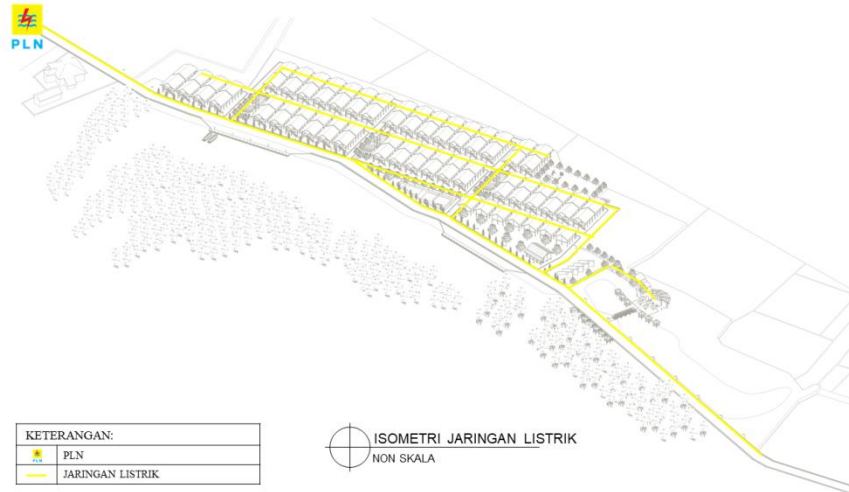 PLN
ISOMETRI JARINGAN LISTRIK
NON SKALA
KETERANGAN:
PLN
PLN
JARINGAN LISTRIK